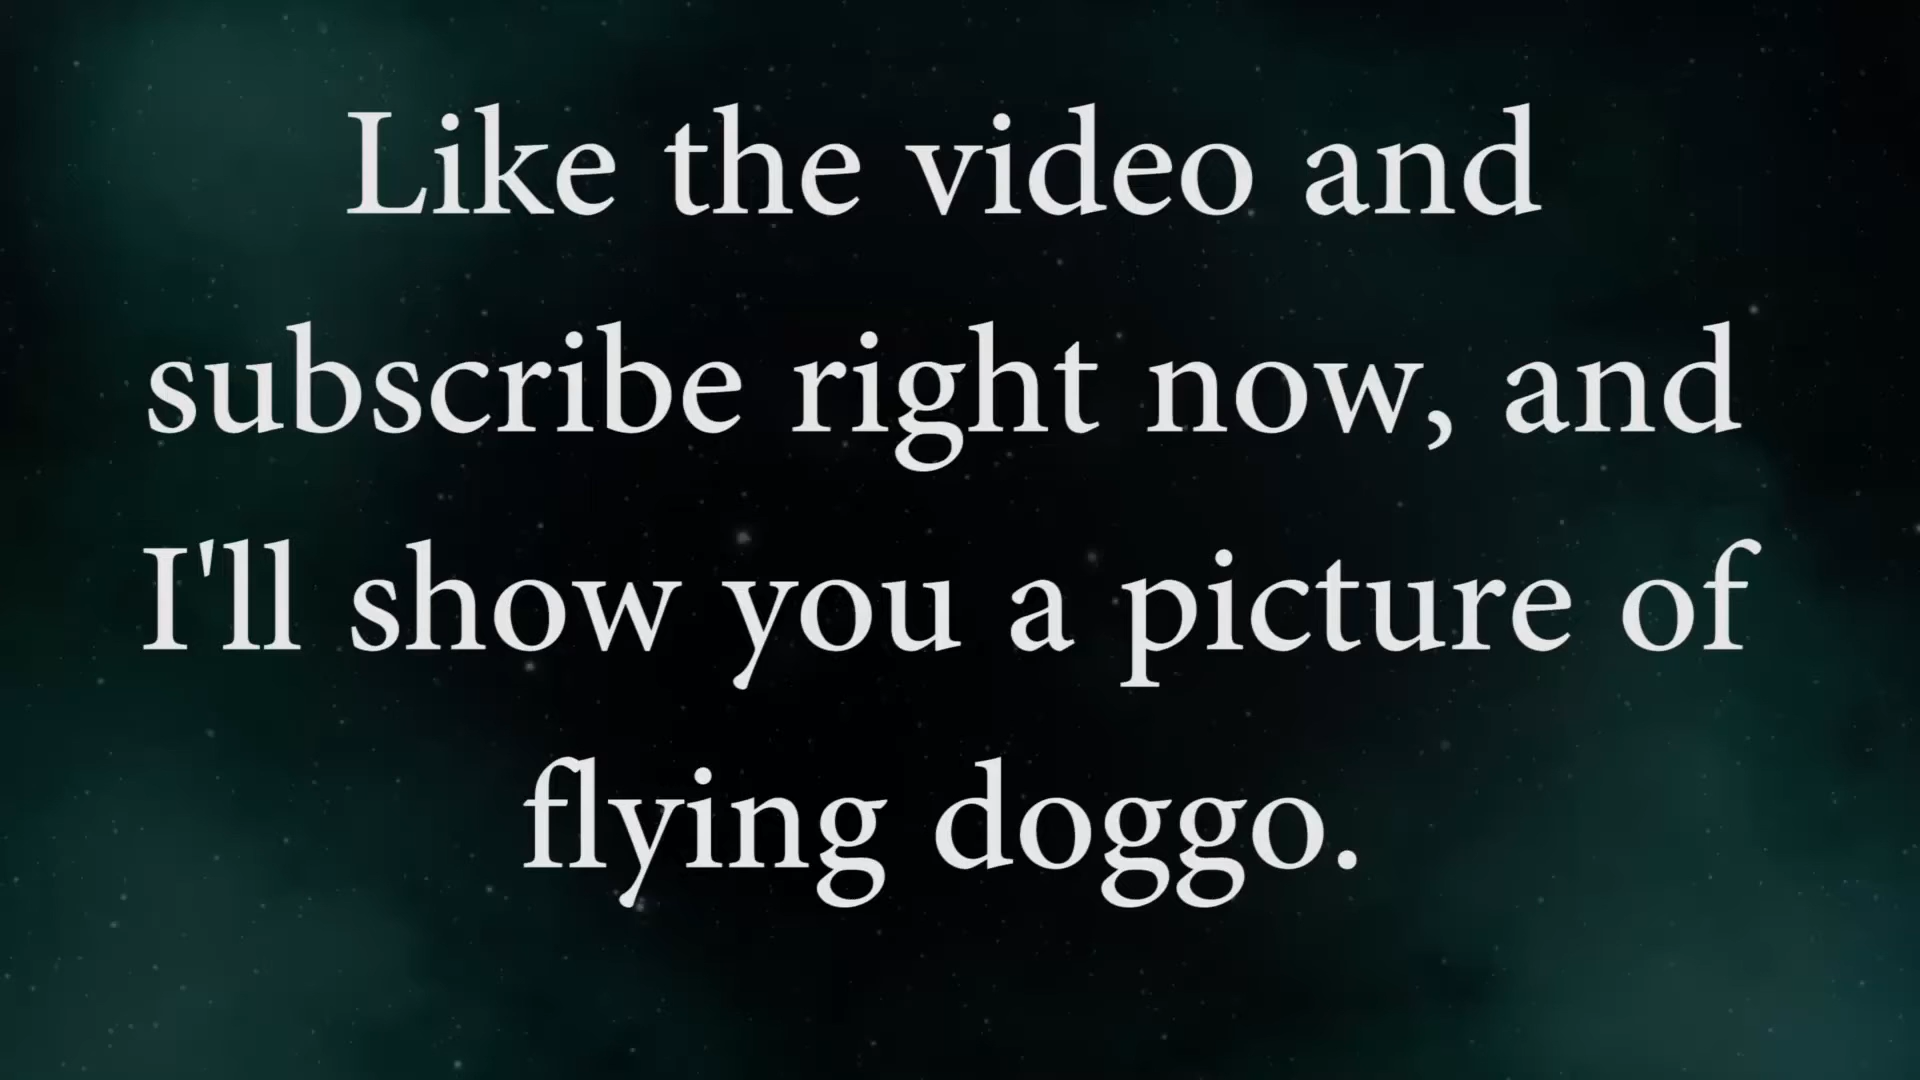 Like the video and
subscribe right now, and
I'll show you a picture of
flying doggo.